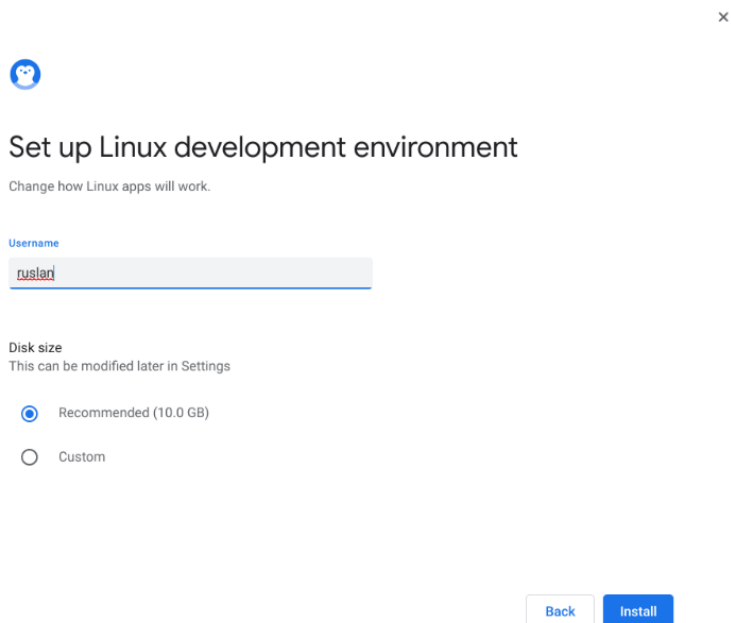 Set up Linux development environment
Change how Linux apps will work.
Username
ruslan
Disk size
This can be modified later in Settings
Recommended (10.0 GB)
Custom
Back
Install